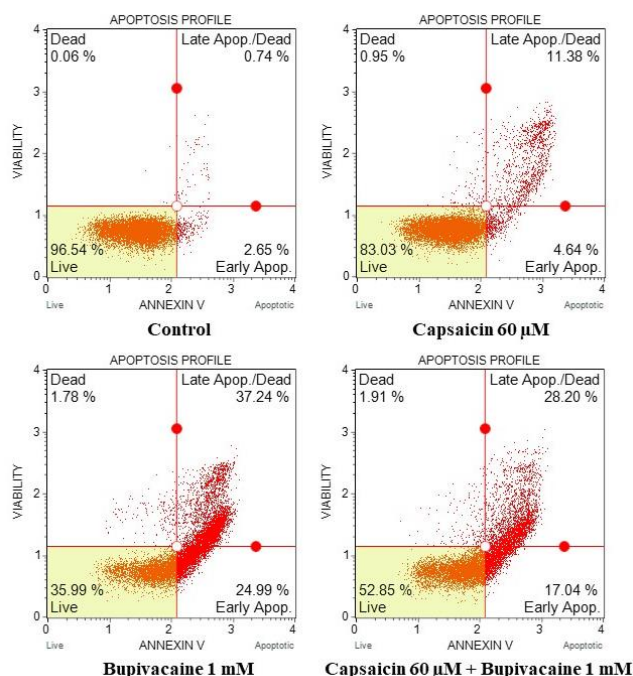 APOPTOSIS PROFILE
Dead Late Apop./Dead
0.06 % 0.74 %
4
3
2
1
0
VIABILITY
96.54 % 2.65 %
Live Early Apop.
0 1 2 3 4
Live ANNEXIN V Apoptotic
Control
APOPTOSIS PROFILE
Dead Late Apop./Dead
0.95 % 11.38 %
4
3
2
1
0
VIABILITY
83.03 % 4.64 %
Live Early Apop.
0 1 2 3 4
Live ANNEXIN V Apoptotic
Capsaicin 60 µM
APOPTOSIS PROFILE
Dead Late Apop./Dead
1.78 % 37.24 %
4
3
2
1
0
VIABILITY
35.99 % 24.99 %
Live Early Apop.
0 1 2 3 4
Live ANNEXIN V Apoptotic
Bupivacaine 1 mM
APOPTOSIS PROFILE
Dead Late Apop./Dead
1.91 % 28.20 %
4
3
2
1
0
VIABILITY
52.85 % 17.04 %
Live Early Apop.
0 1 2 3 4
Live ANNEXIN V Apoptotic
Capsaicin 60 µM + Bupivacaine 1 mM